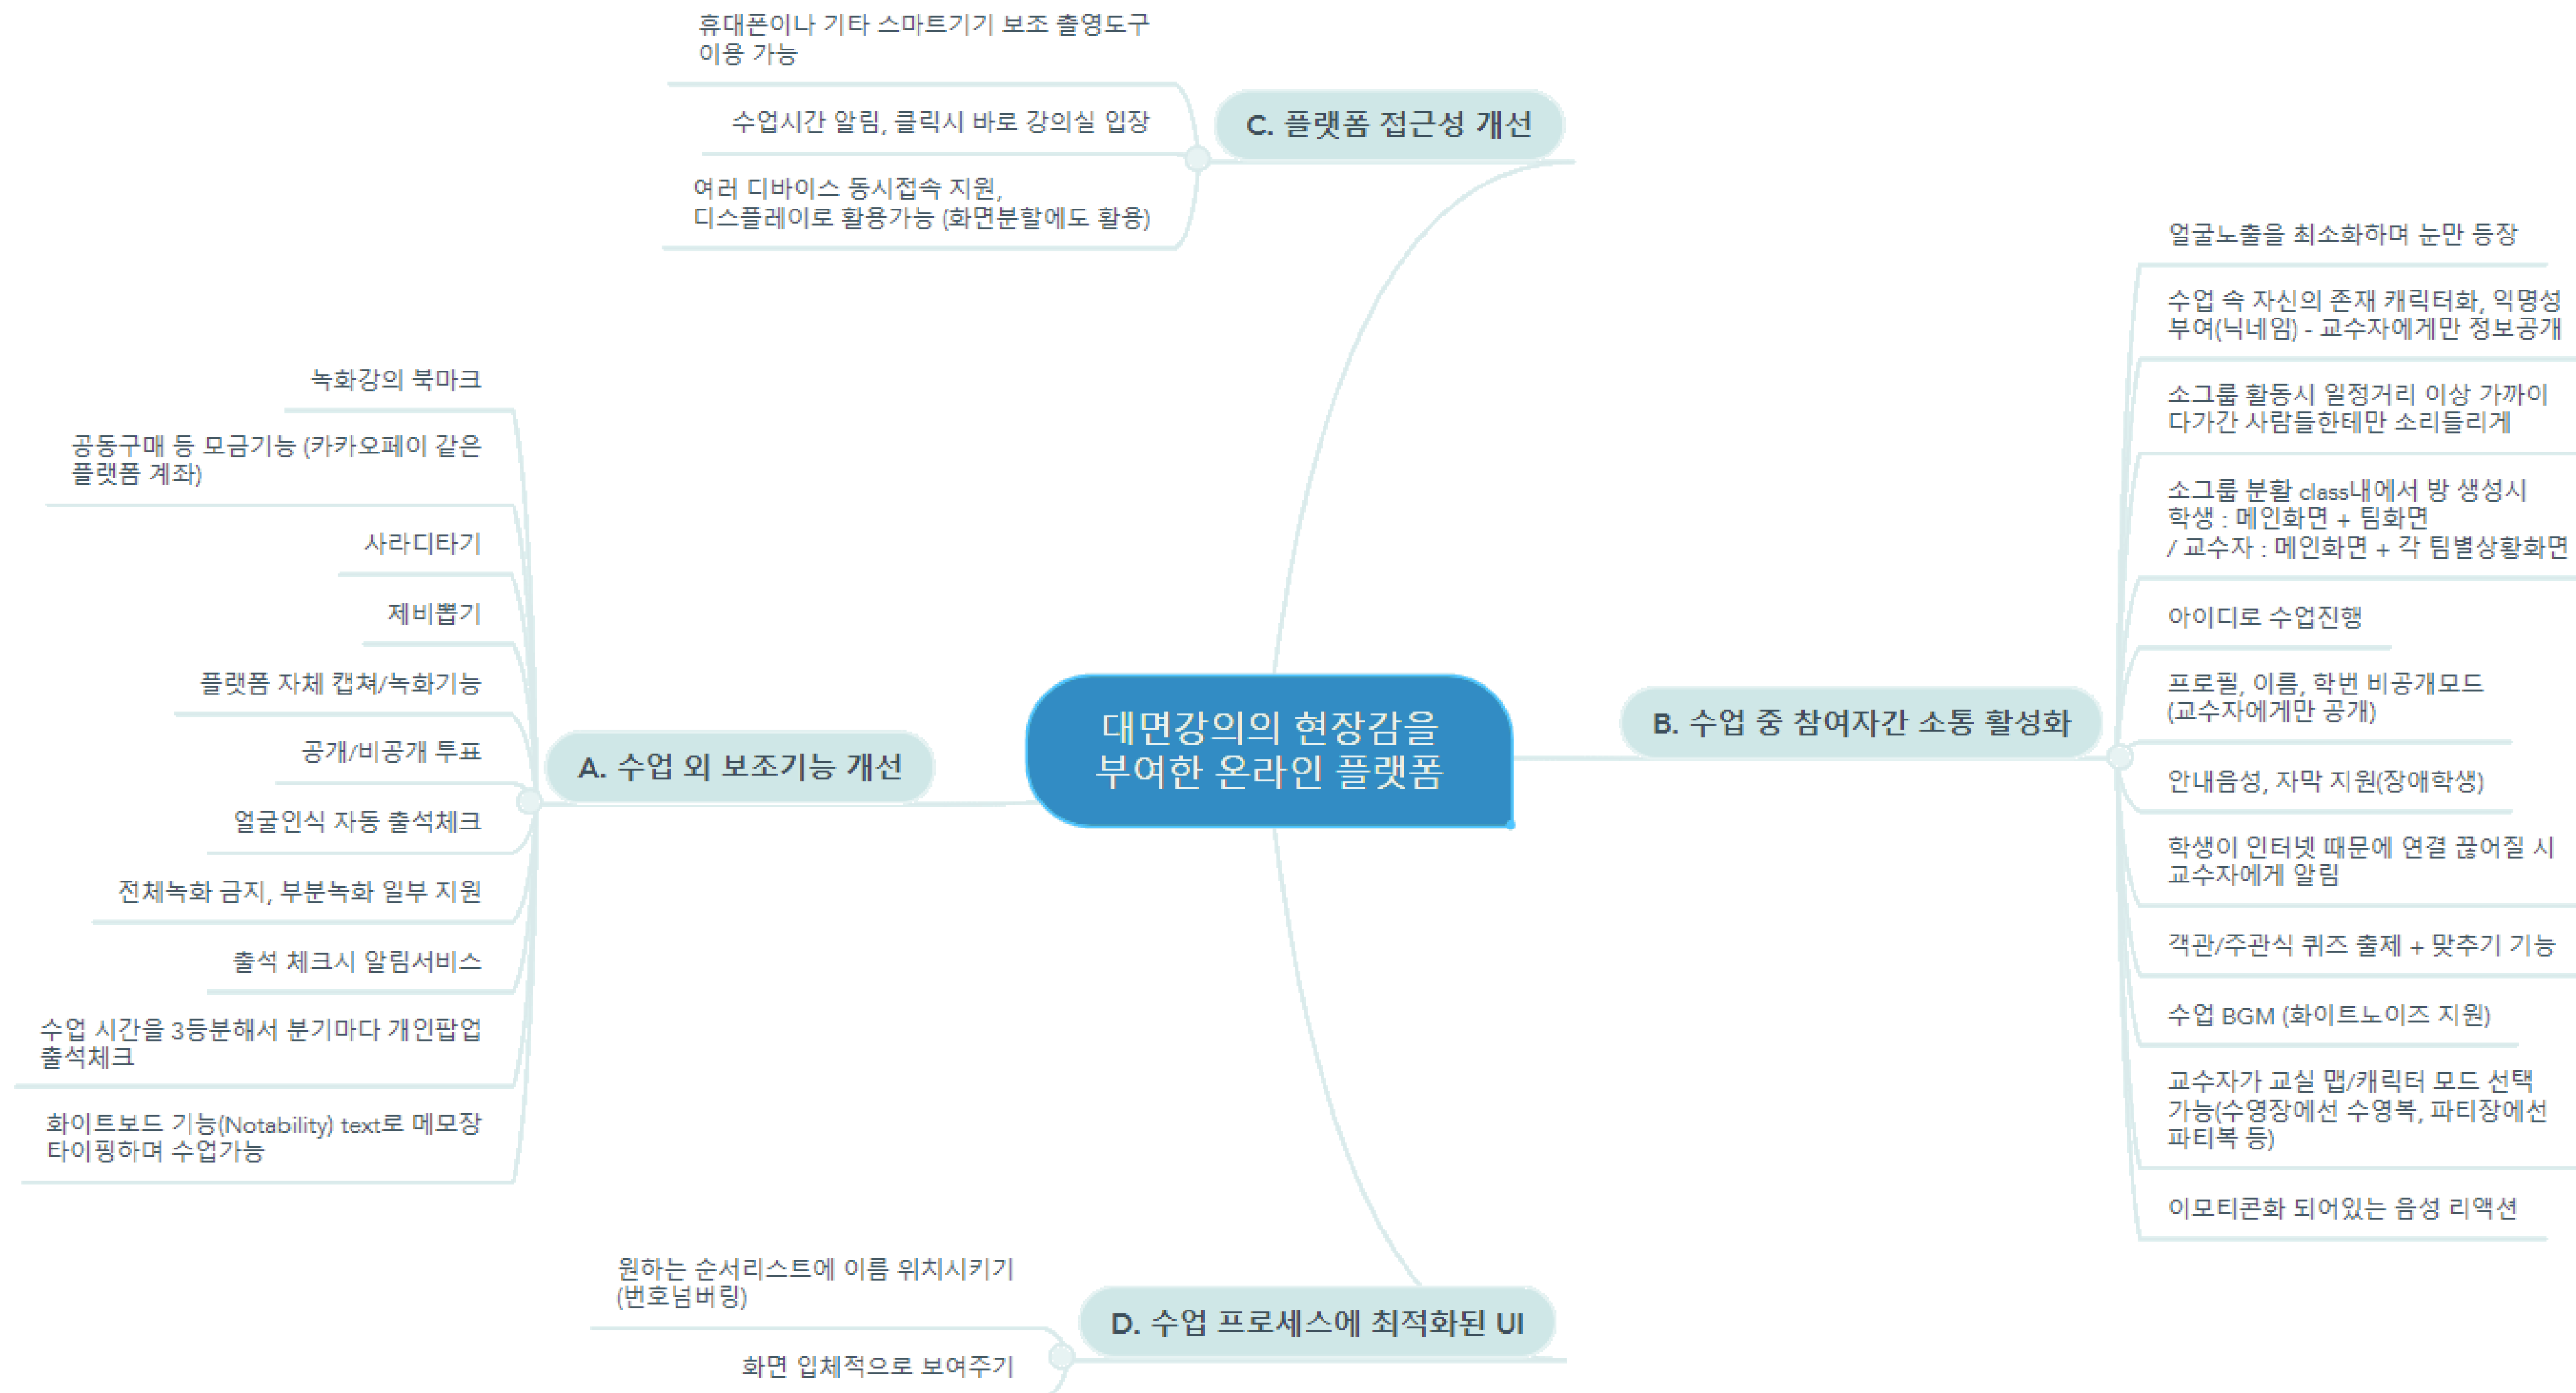 휴대폰이나 기타 스마트기기 보조 촬영도구
이용 가능
수업시간 알림, 클릭시 바로 강의실 입장
여러 디바이스 동시접속 지원,
디스플레이로 활용가능 (화면분할에도 활용)
C. 플랫폼 접근성 개선
녹화강의 북마크
공동구매 등 모금기능 (카카오페이 같은
플랫폼 계좌)
사라디타기
제비뽑기
플랫폼 자체 캡쳐/녹화기능
공개/비공개 투표
얼굴인식 자동 출석체크
전체녹화 금지, 부분녹화 일부 지원
출석 체크시 알림서비스
수업 시간을 3등분해서 분기마다 개인팝업
출석체크
화이트보드 기능(Notability) text로 메모장
타이핑하며 수업가능
A. 수업 외 보조기능 개선
대면강의의 현장감을
부여한 온라인 플랫폼
B. 수업 중 참여자간 소통 활성화
얼굴노출을 최소화하며 눈만 등장
수업 속 자신의 존재 캐릭터화, 익명성
부여(닉네임) - 교수자에게만 정보공개
소그룹 활동시 일정거리 이상 가까이
다가간 사람들한테만 소리들리게
소그룹 분활 class내에서 방 생성시
학생 : 메인화면 + 팀화면
/ 교수자 : 메인화면 + 각 팀별상황화면
아이디로 수업진행
프로필, 이름, 학번 비공개모드
(교수자에게만 공개)
안내음성, 자막 지원(장애학생)
학생이 인터넷 때문에 연결 끊어질 시
교수자에게 알림
객관/주관식 퀴즈 출제 + 맞추기 기능
수업 BGM (화이트노이즈 지원)
교수자가 교실 맵/캐릭터 모드 선택
가능(수영장에선 수영복, 파티장에선
파티복 등)
이모티콘화 되어있는 음성 리액션
원하는 순서리스트에 이름 위치시키기
(번호넘버링)
화면 입체적으로 보여주기
D. 수업 프로세스에 최적화된 UI